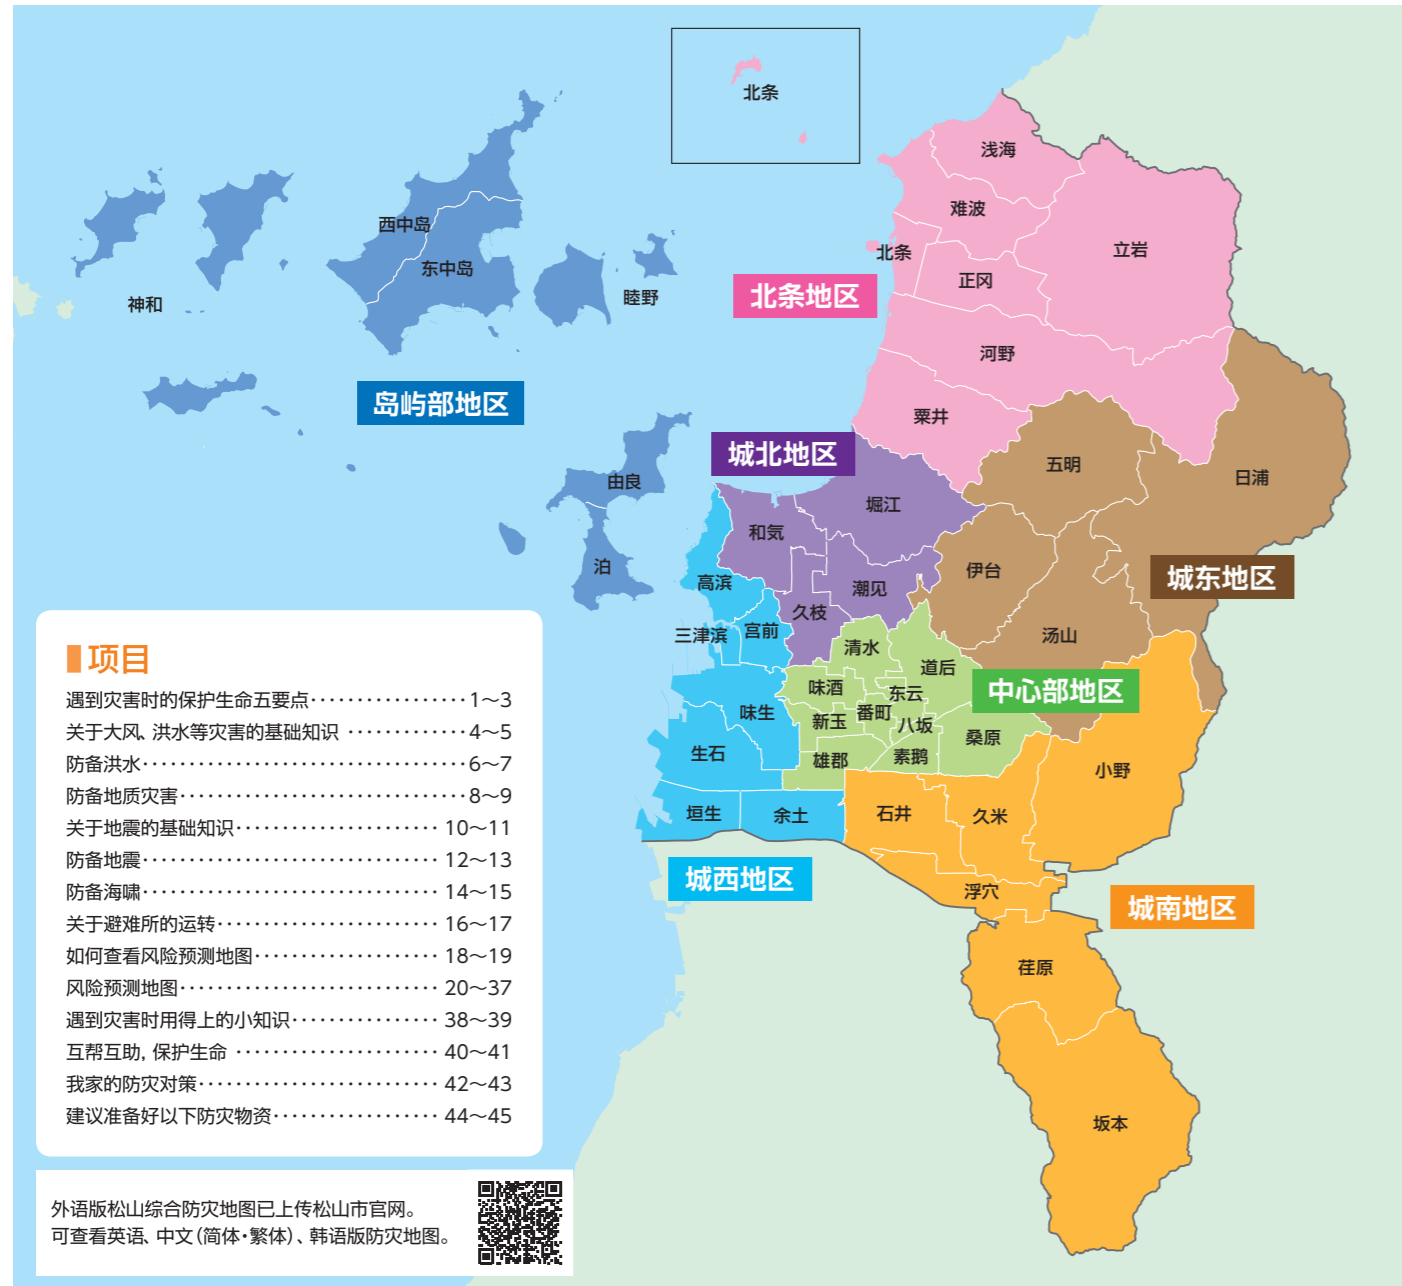 北条
浅海
难波
立岩
北条
正冈
西中岛
东中岛
神和
睦野
北条地区
河野
岛屿部地区
粟井
城北地区
五明
日浦
由良
堀江
和気
泊
高滨
潮见
伊台
城东地区
久枝
三津滨
宫前
汤山
清水
道后
味酒
东云
中心部地区
味生
新玉
番町
八坂
桑原
生石
雄郡
素鹅
小野
垣生
余土
石井
久米
城西地区
浮穴
城南地区
荏原
坂本
项目
遇到灾害时的保护生命五要点·················1～3
关于大风、洪水等灾害的基础知识 ·············4～5
防备洪水···································6～7
防备地质灾害·······························8～9
关于地震的基础知识······················ 10～11
防备地震································ 12～13
防备海啸································ 14～15
关于避难所的运转························ 16～17
如何查看风险预测地图···················· 18～19
风险预测地图···························· 20～37
遇到灾害时用得上的小知识················ 38～39
互帮互助, 保护生命 ······················ 40～41
我家的防灾对策·························· 42～43
建议准备好以下防灾物资·················· 44～45
外语版松山综合防灾地图已上传松山市官网。
可查看英语、中文(简体·繁体)、韩语版防灾地图。